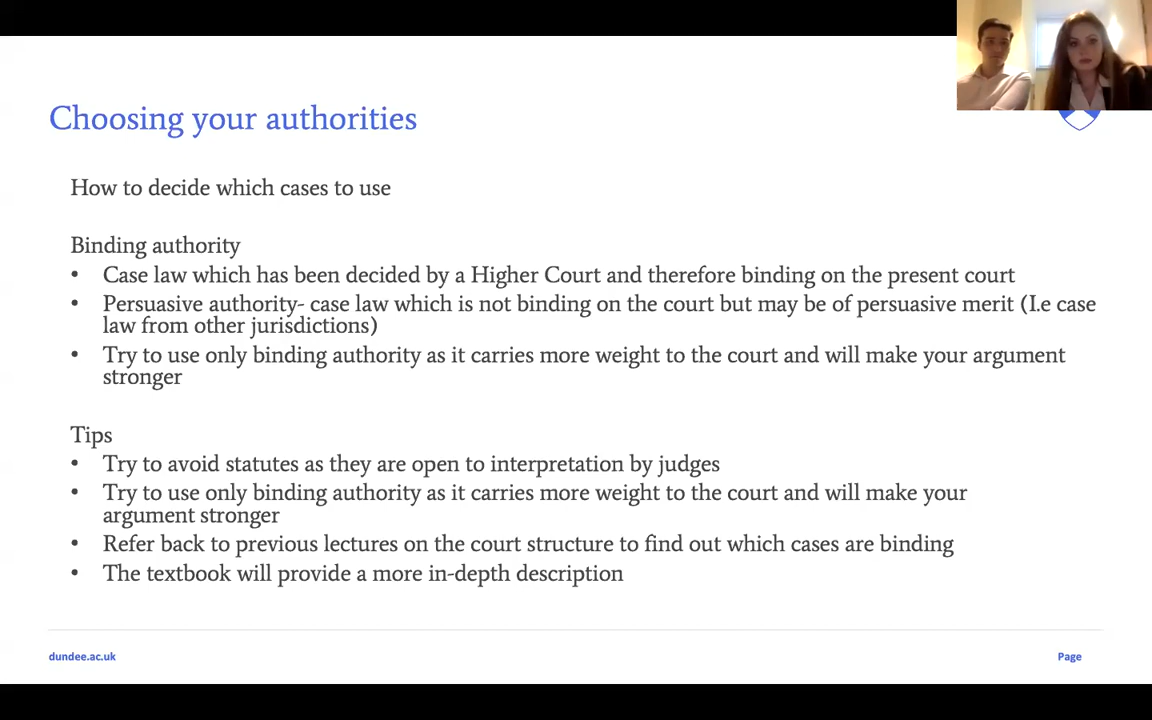 Choosing your authorities
How to decide which cases to use
Binding authority
• Case law which has been decided by a Higher Court and therefore binding on the present court
• Persuasive authority- case law which is not binding on the court but may be of persuasive merit (I.e case
law from other jurisdictions)
• Try to use only binding authority as it carries more weight to the court and will make your argument
stronger
Tips
• Try to avoid statutes as they are open to interpretation by judges
• Try to use only binding authority as it carries more weight to the court and will make your
argument stronger
• Refer back to previous lectures on the court structure to find out which cases are binding
• The textbook will provide a more in-depth description
dundee.ac.uk
Page